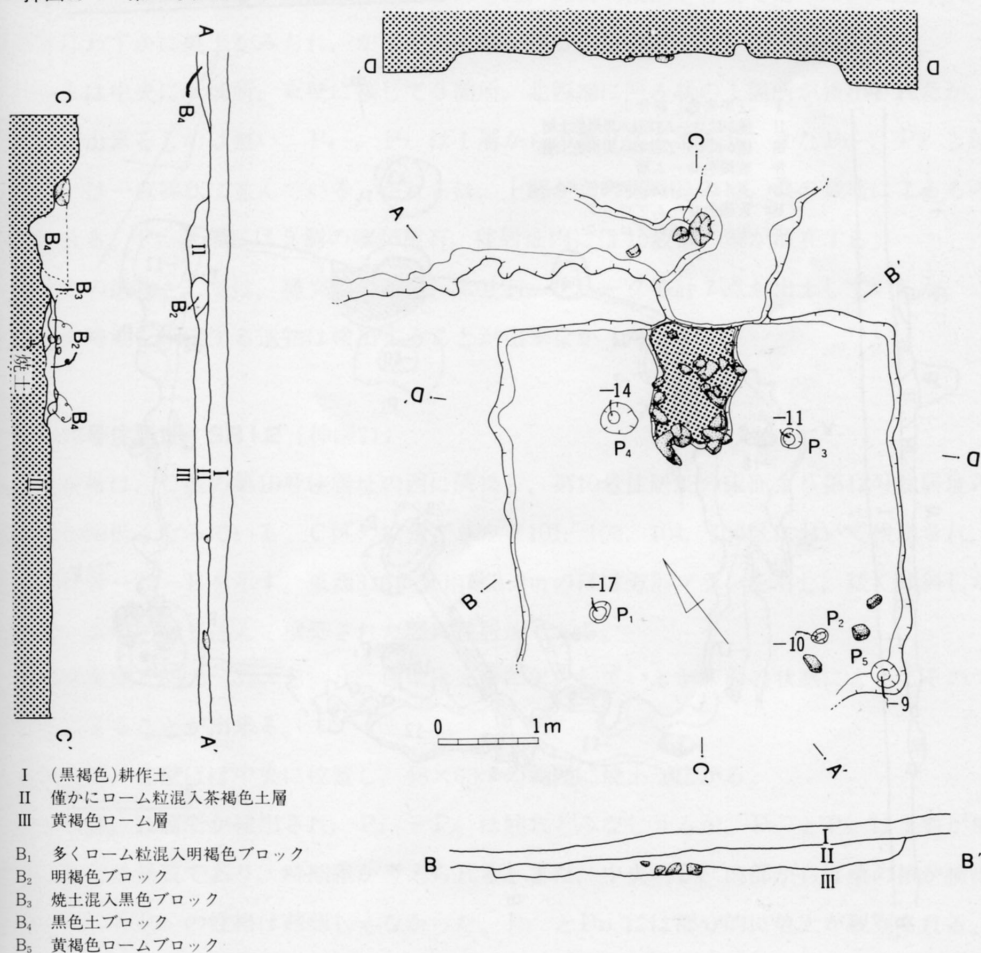 A
B₄
II
B₂
I
II
III
A'
C
B₅
B₄
B₃
B₂
B₁
焼土
III
C'
D
D'
C
A
B'
D'
-14
P₄
-11
P₃
D
B
-17
P₁
-10
P₂
P₅
-9
0 1m
C'
A'
B
I
II
III
B'
I (黒褐色)耕作土
II 僅かにローム粒混入茶褐色土層
III 黄褐色ローム層
B₁ 多くローム粒混入明褐色ブロック
B₂ 明褐色ブロック
B₃ 焼土混入黒色ブロック
B₄ 黒色土ブロック
B₅ 黄褐色ロームブロック